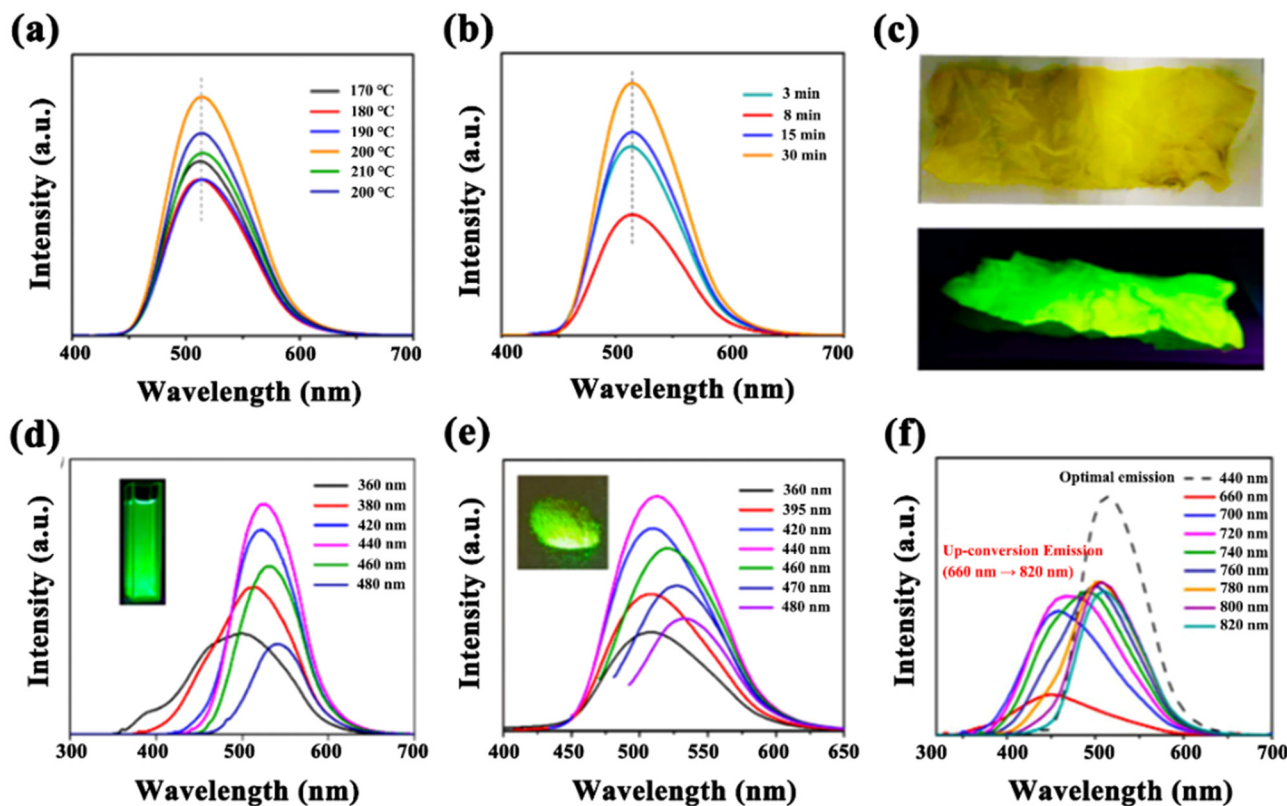 (a)
Intensity (a.u.)
170 °C
180 °C
190 °C
200 °C
210 °C
200 °C
400 500 600 700
Wavelength (nm)
(b)
Intensity (a.u.)
3 min
8 min
15 min
30 min
400 500 600 700
Wavelength (nm)
(c)
(d)
Intensity (a.u.)
360 nm
380 nm
420 nm
440 nm
460 nm
480 nm
300 400 500 600 700
Wavelength (nm)
(e)
Intensity (a.u.)
360 nm
395 nm
420 nm
440 nm
460 nm
470 nm
480 nm
400 450 500 550 600 650
Wavelength (nm)
(f)
Intensity (a.u.)
Optimal emission
440 nm
660 nm
700 nm
720 nm
740 nm
760 nm
780 nm
800 nm
820 nm
Up-conversion Emission
(660 nm → 820 nm)
300 400 500 600 700
Wavelength (nm)